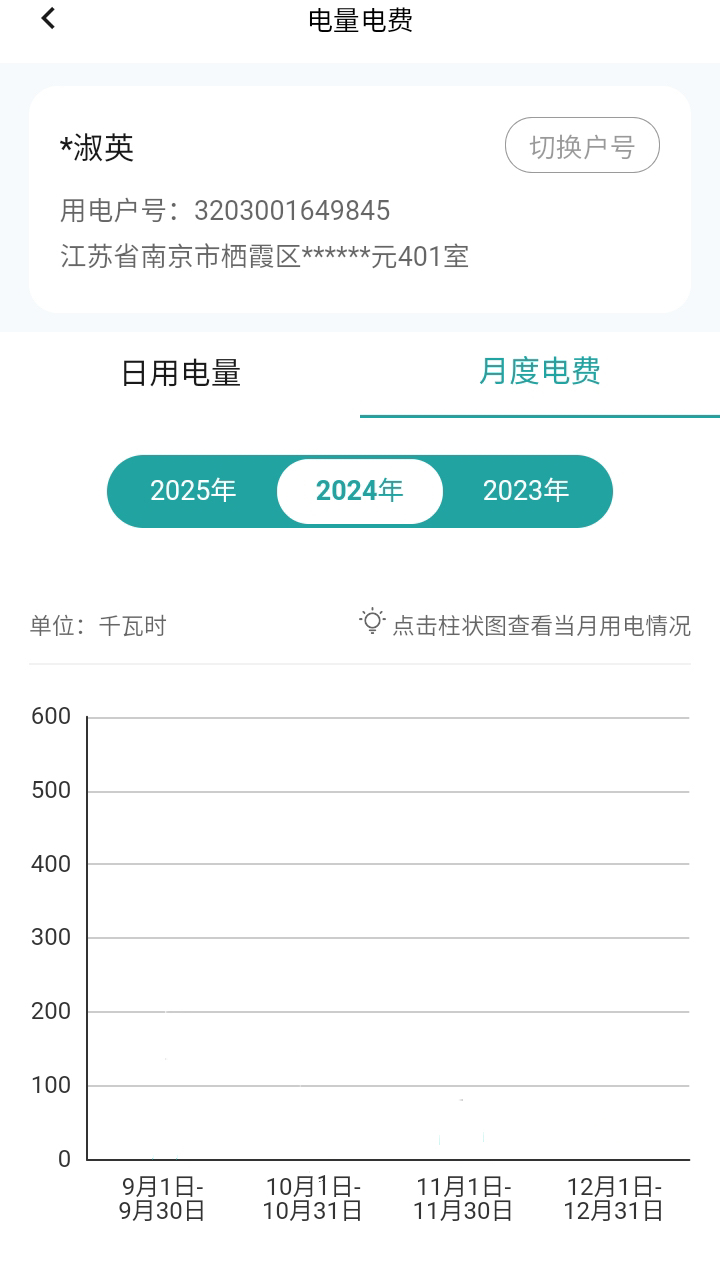 电量电费
*淑英
切换户号
用电户号：3203001649845
江苏省南京市栖霞区******元401室
日用电量
月度电费
2025年
2024年
2023年
单位：千瓦时
点击柱状图查看当月用电情况
600
500
400
300
200
100
0
9月1日-
9月30日
10月1日-
10月31日
11月1日-
11月30日
12月1日-
12月31日